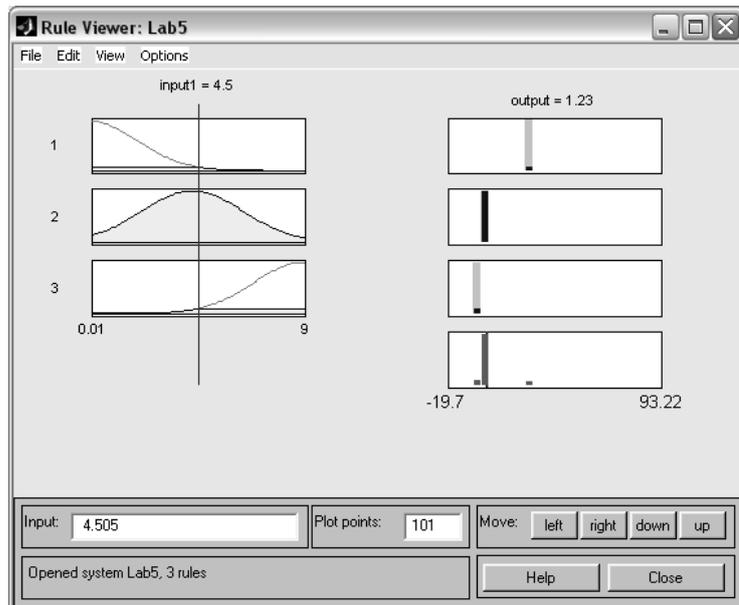 Rule Viewer: Lab5
File Edit View Options
input1 = 4.5
output = 1.23
1
2
3
0.01 9
-19.7 93.22
Input: 4.505 Plot points: 101 Move: left right down up
Opened system Lab5, 3 rules
Help Close